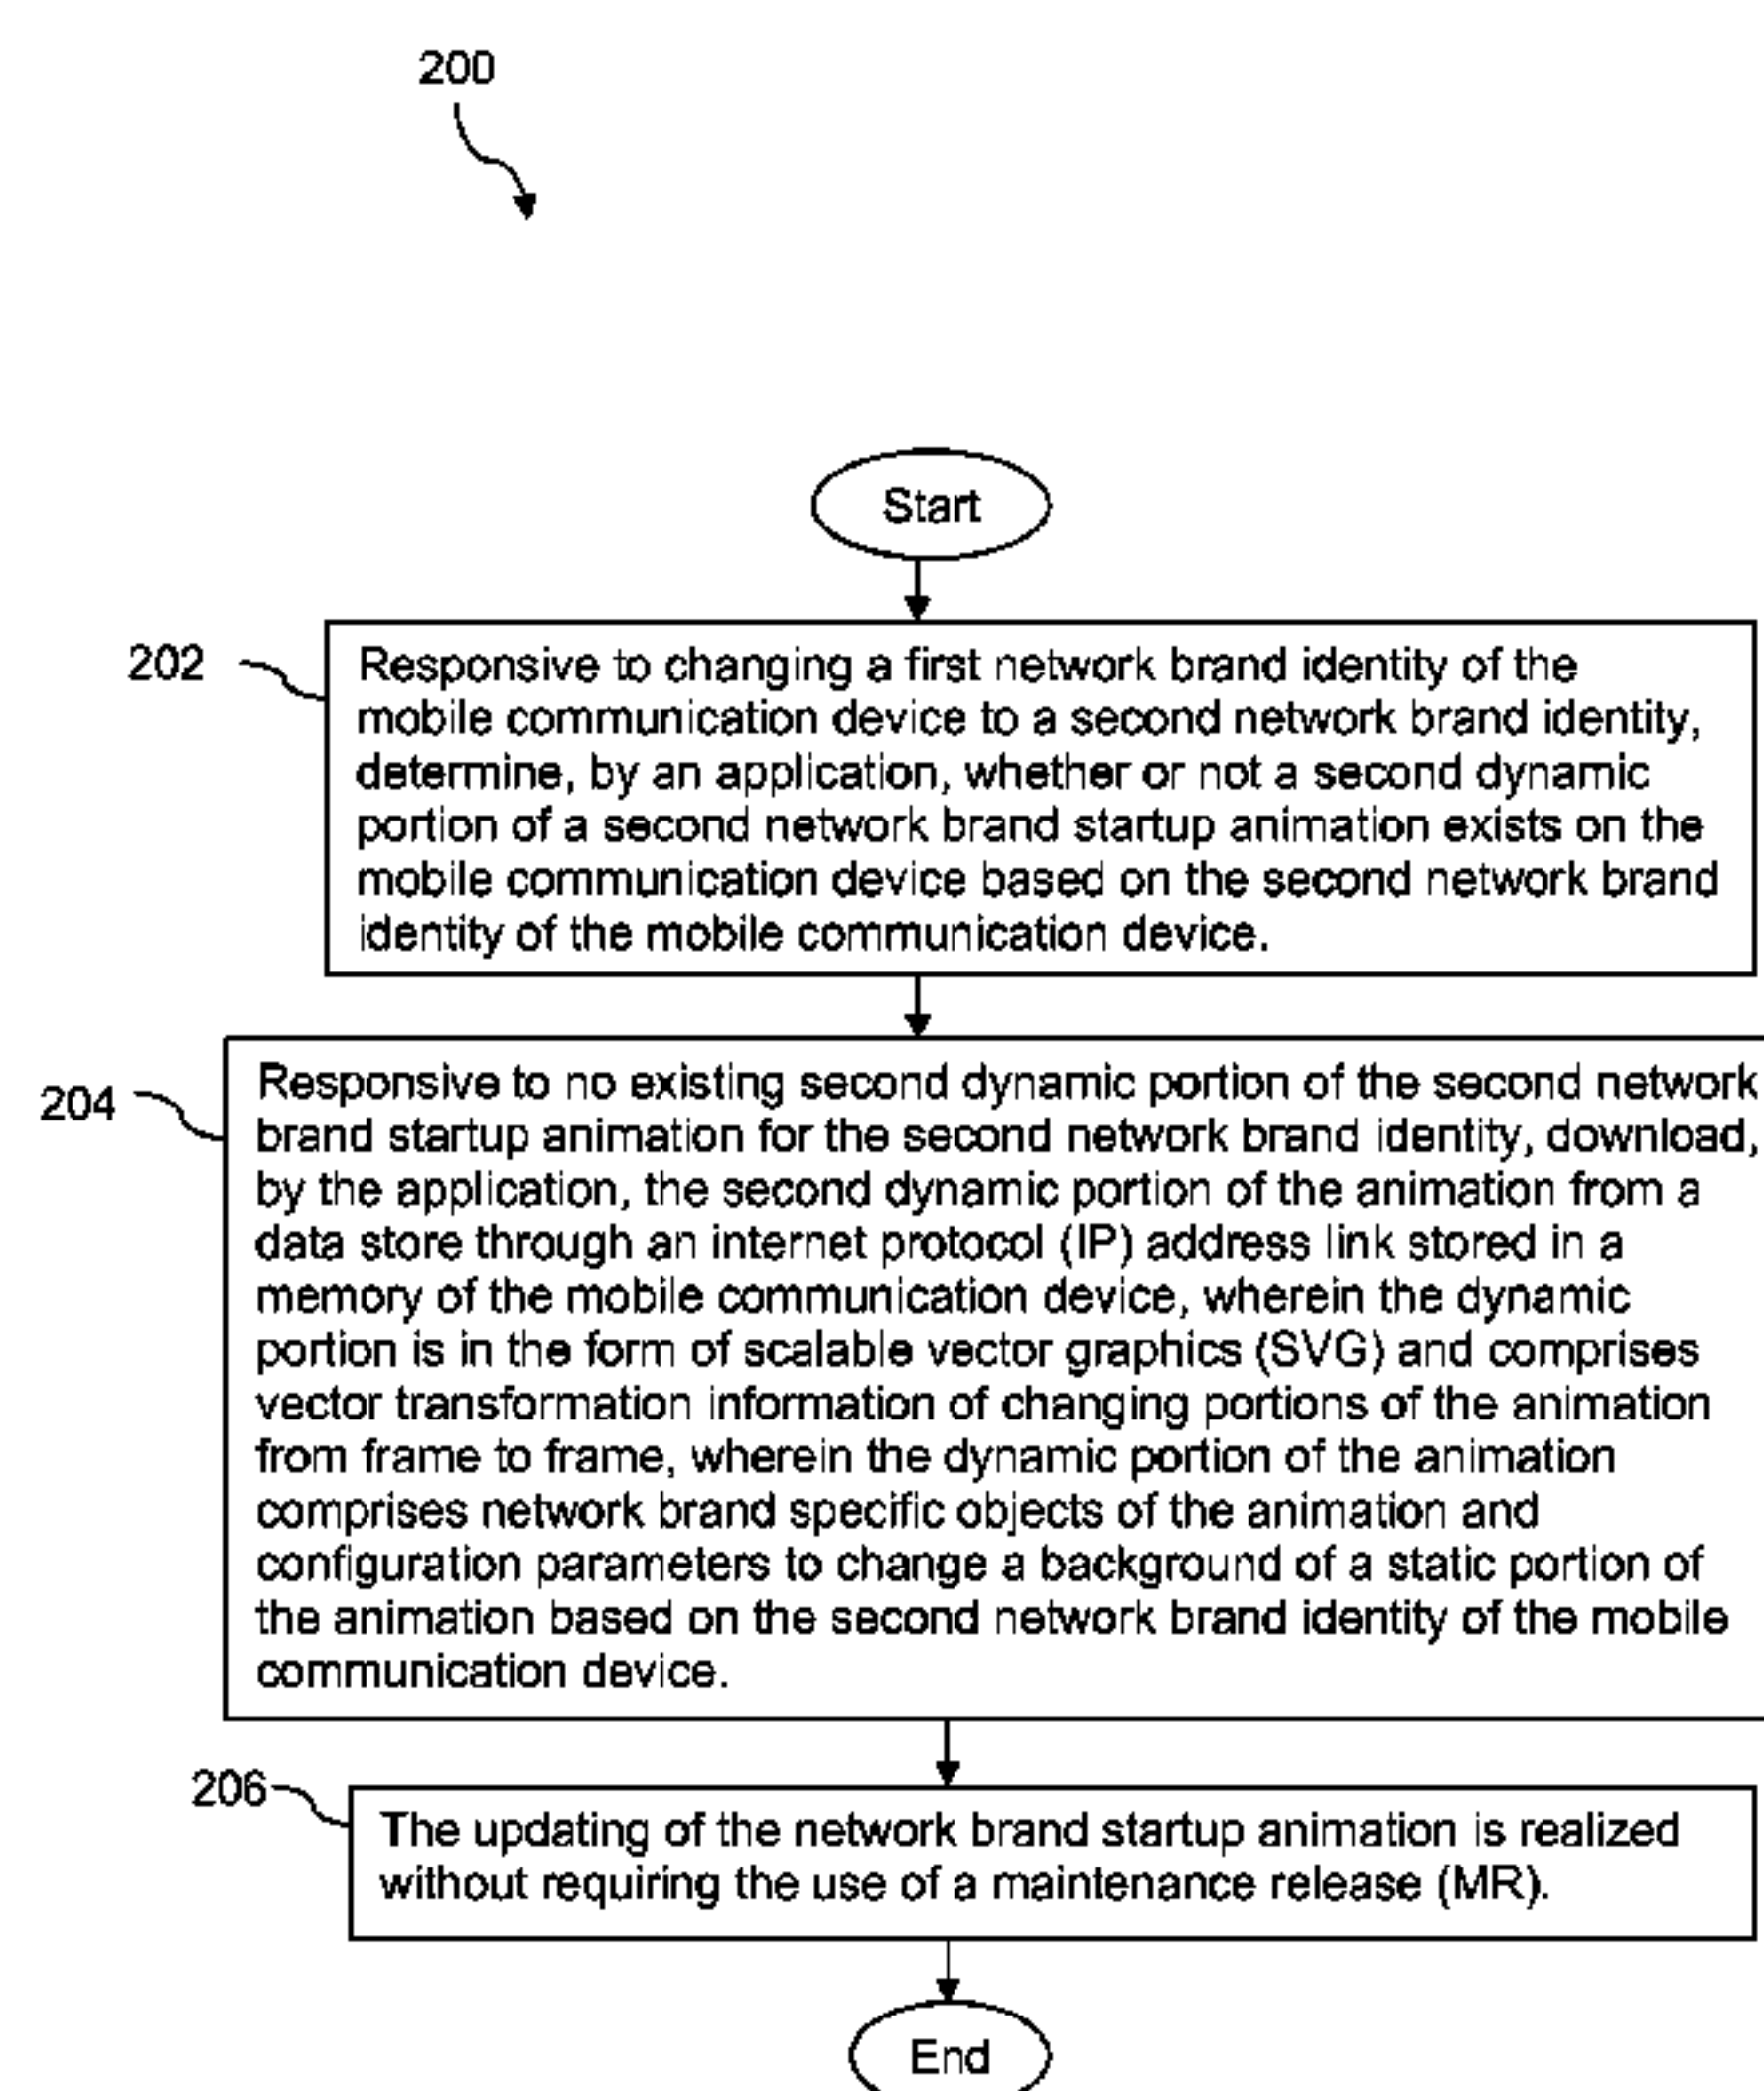 200
Start
202
Responsive to changing a first network brand identity of the
mobile communication device to a second network brand identity,
determine, by an application, whether or not a second dynamic
portion of a second network brand startup animation exists on the
mobile communication device based on the second network brand
identity of the mobile communication device.
204
Responsive to no existing second dynamic portion of the second network
brand startup animation for the second network brand identity, download,
by the application, the second dynamic portion of the animation from a
data store through an internet protocol (IP) address link stored in a
memory of the mobile communication device, wherein the dynamic
portion is in the form of scalable vector graphics (SVG) and comprises
vector transformation information of changing portions of the animation
from frame to frame, wherein the dynamic portion of the animation
comprises network brand specific objects of the animation and
configuration parameters to change a background of a static portion of
the animation based on the second network brand identity of the mobile
communication device.
206
The updating of the network brand startup animation is realized
without requiring the use of a maintenance release (MR).
End